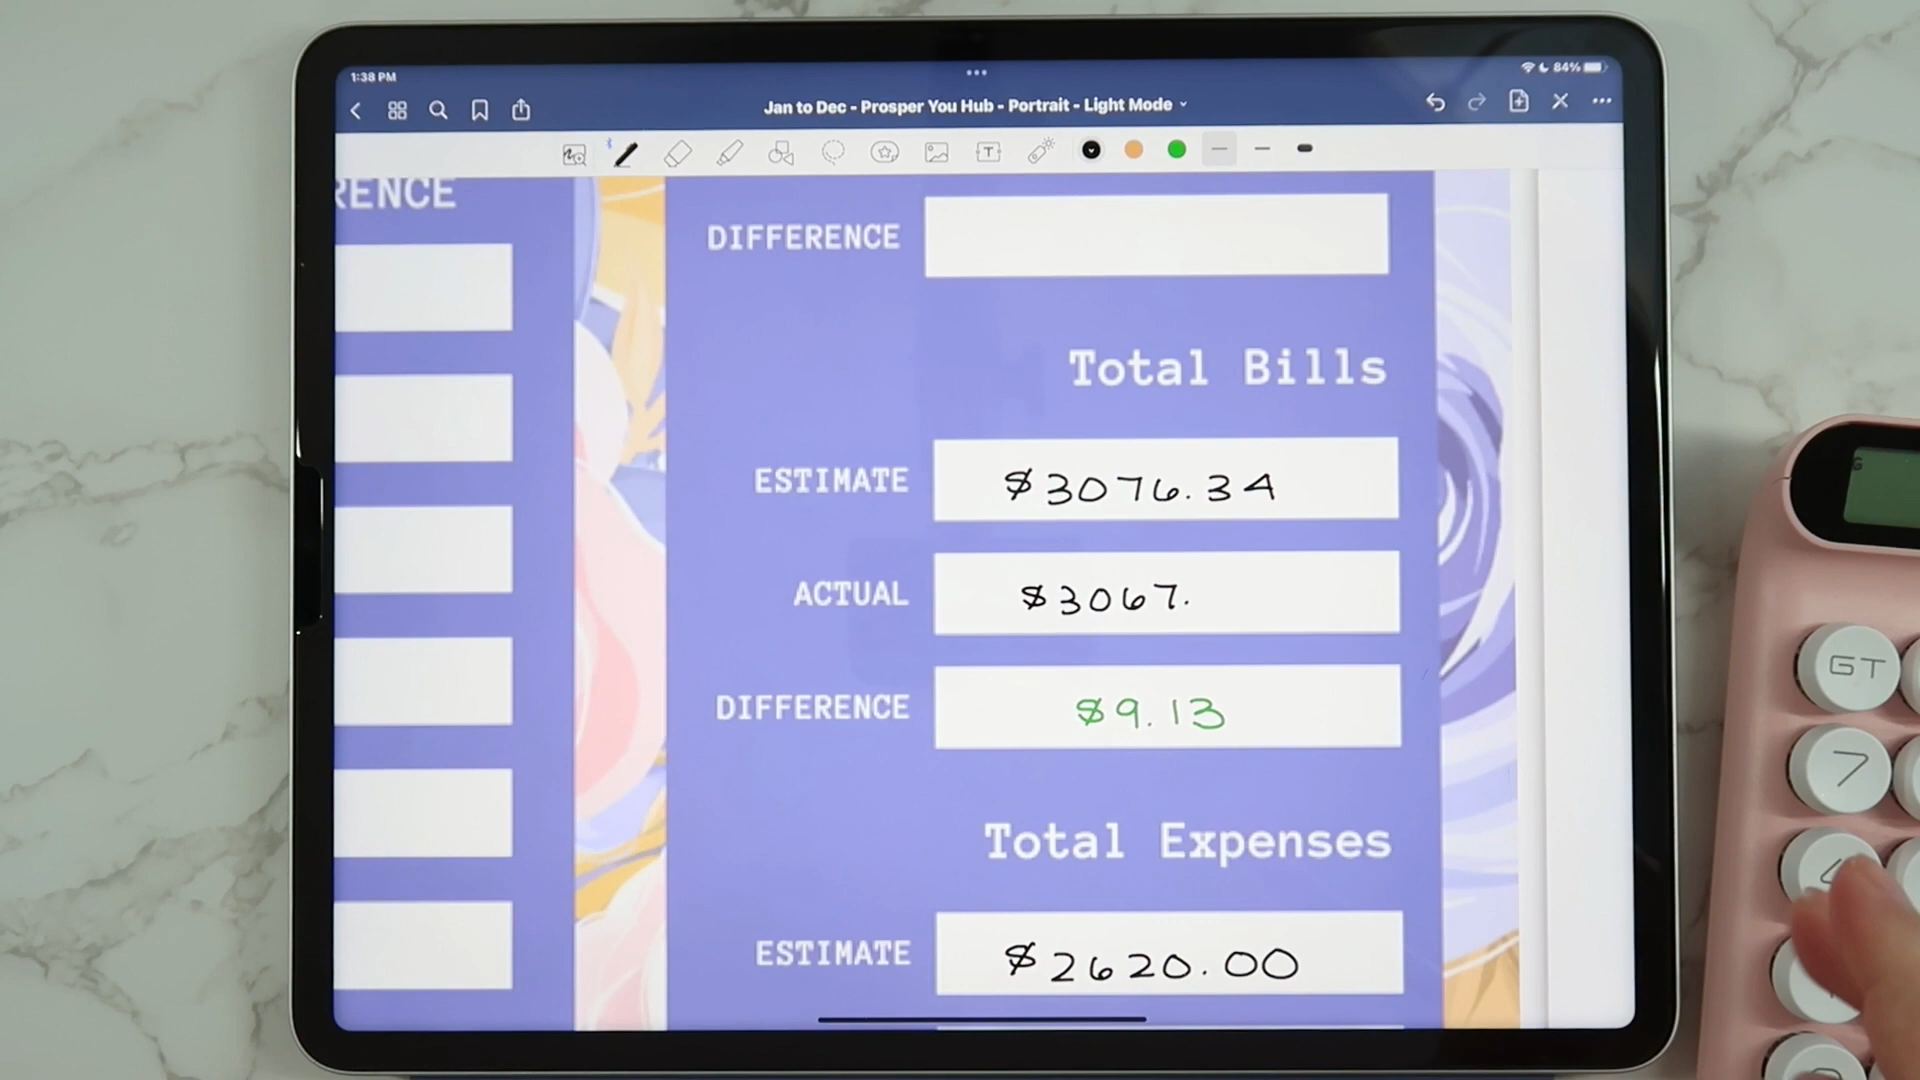 1:38 PM
84%
Jan to Dec - Prosper You Hub - Portrait - Light Mode
T
RENCE
DIFFERENCE
Total Bills
ESTIMATE $3076.34
ACTUAL $3067.
DIFFERENCE $9.13
Total Expenses
ESTIMATE $2620.00
GT
7
4